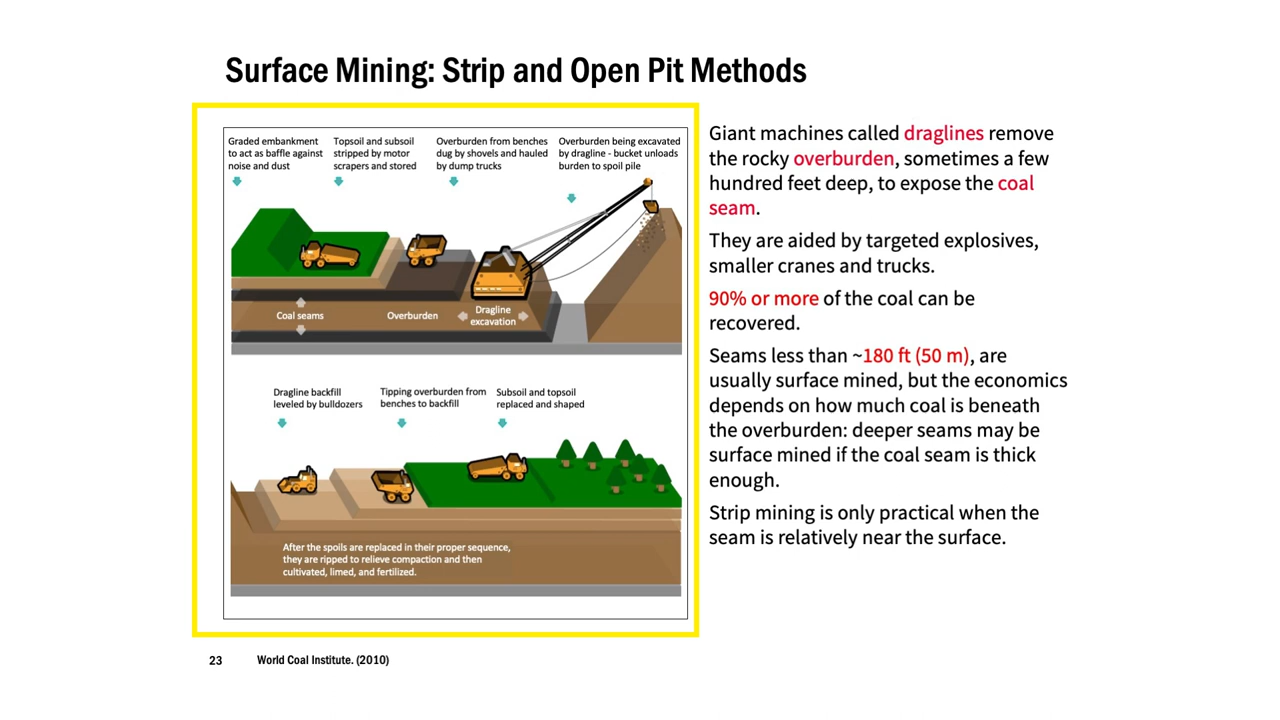 Surface Mining: Strip and Open Pit Methods
Graded embankment
to act as baffle against
noise and dust
Topsoil and subsoil
stripped by motor
scrapers and stored
Overburden from benches
dug by shovels and hauled
by dump trucks
Overburden being excavated
by dragline - bucket unloads
burden to spoil pile
Coal seams
Overburden
Dragline
excavation
Dragline backfill
leveled by bulldozers
Tipping overburden from
benches to backfill
Subsoil and topsoil
replaced and shaped
After the spoils are replaced in their proper sequence,
they are ripped to relieve compaction and then
cultivated, limed, and fertilized.
Giant machines called draglines remove
the rocky overburden, sometimes a few
hundred feet deep, to expose the coal
seam.
They are aided by targeted explosives,
smaller cranes and trucks.
90% or more of the coal can be
recovered.
Seams less than ~180 ft (50 m), are
usually surface mined, but the economics
depends on how much coal is beneath
the overburden: deeper seams may be
surface mined if the coal seam is thick
enough.
Strip mining is only practical when the
seam is relatively near the surface.
23 World Coal Institute. (2010)